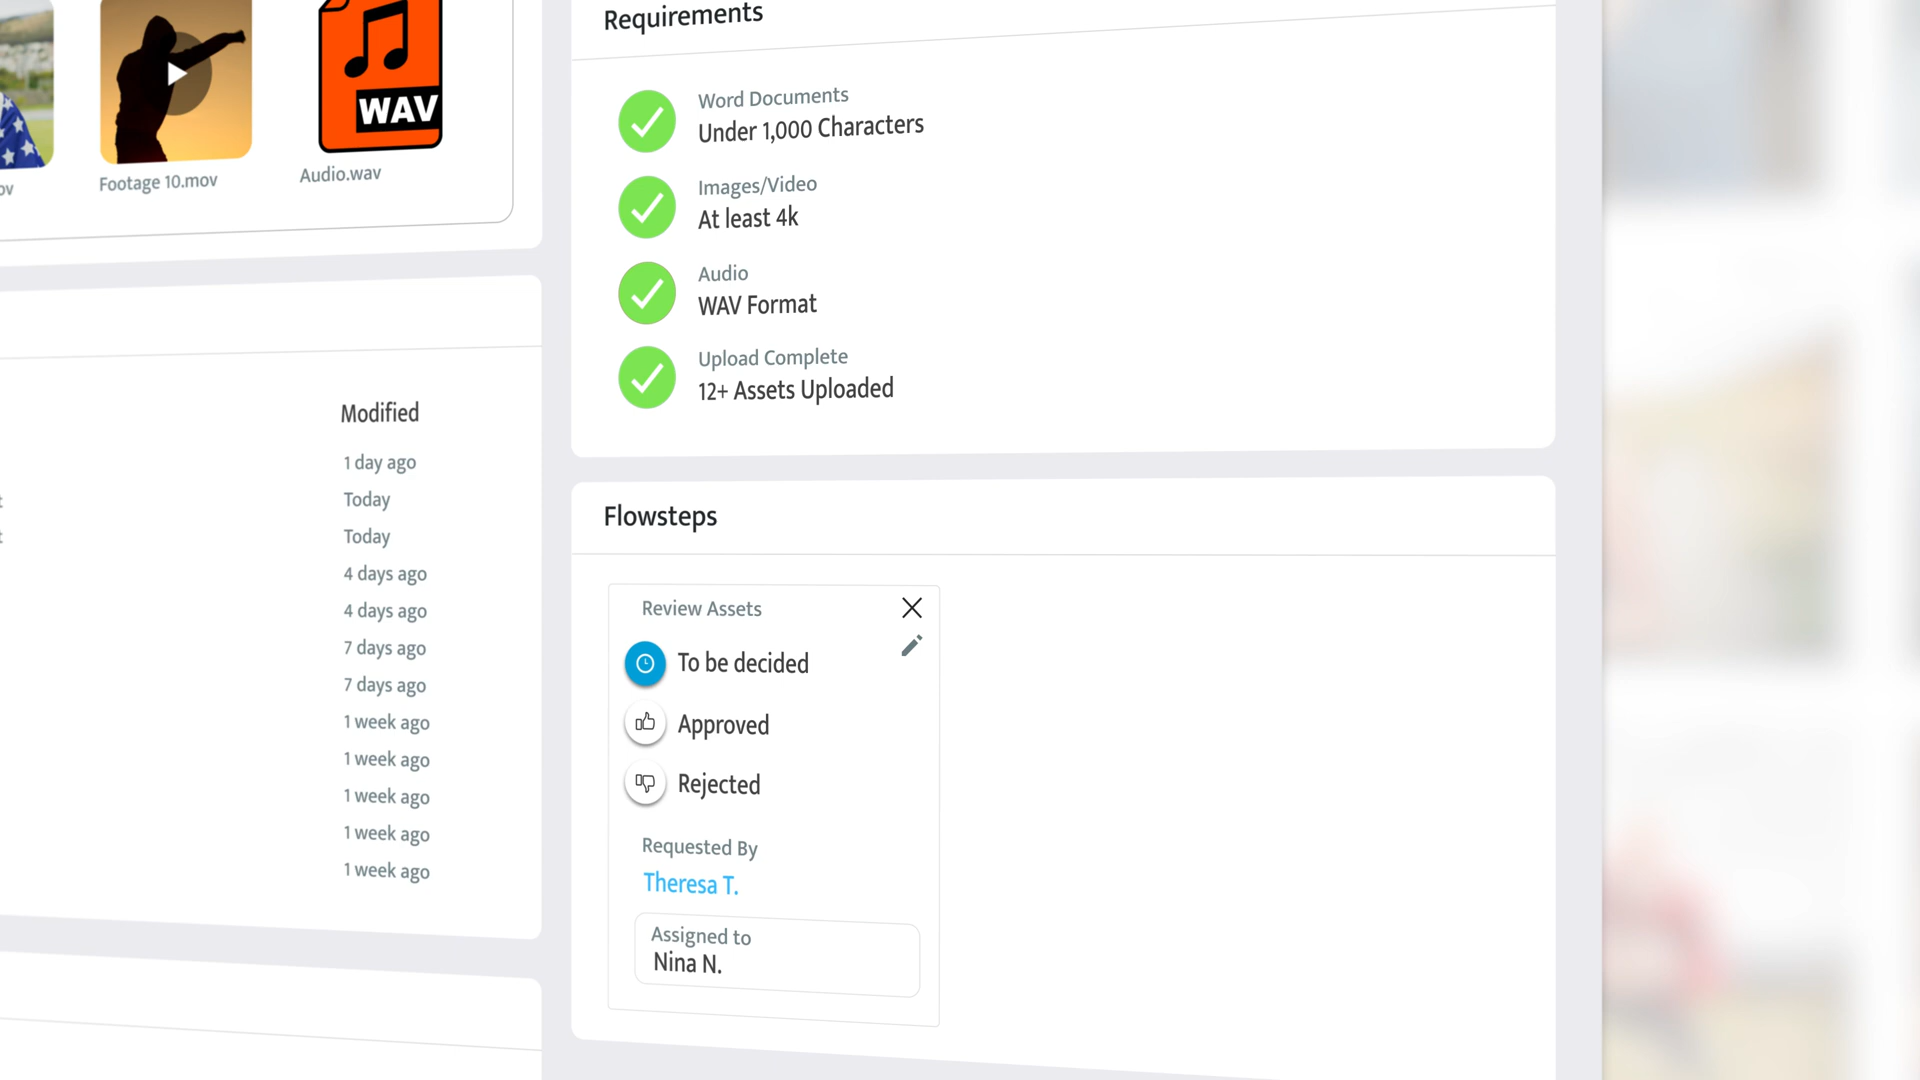 WAV
ov
Footage 10.mov
Audio.wav
Modified
1 day ago
Today
Today
4 days ago
4 days ago
7 days ago
7 days ago
1 week ago
1 week ago
1 week ago
1 week ago
1 week ago
Requirements
Word Documents
Under 1,000 Characters
Images/Video
At least 4k
Audio
WAV Format
Upload Complete
12+ Assets Uploaded
Flowsteps
Review Assets
To be decided
Approved
Rejected
Requested By
Theresa T.
Assigned to
Nina N.